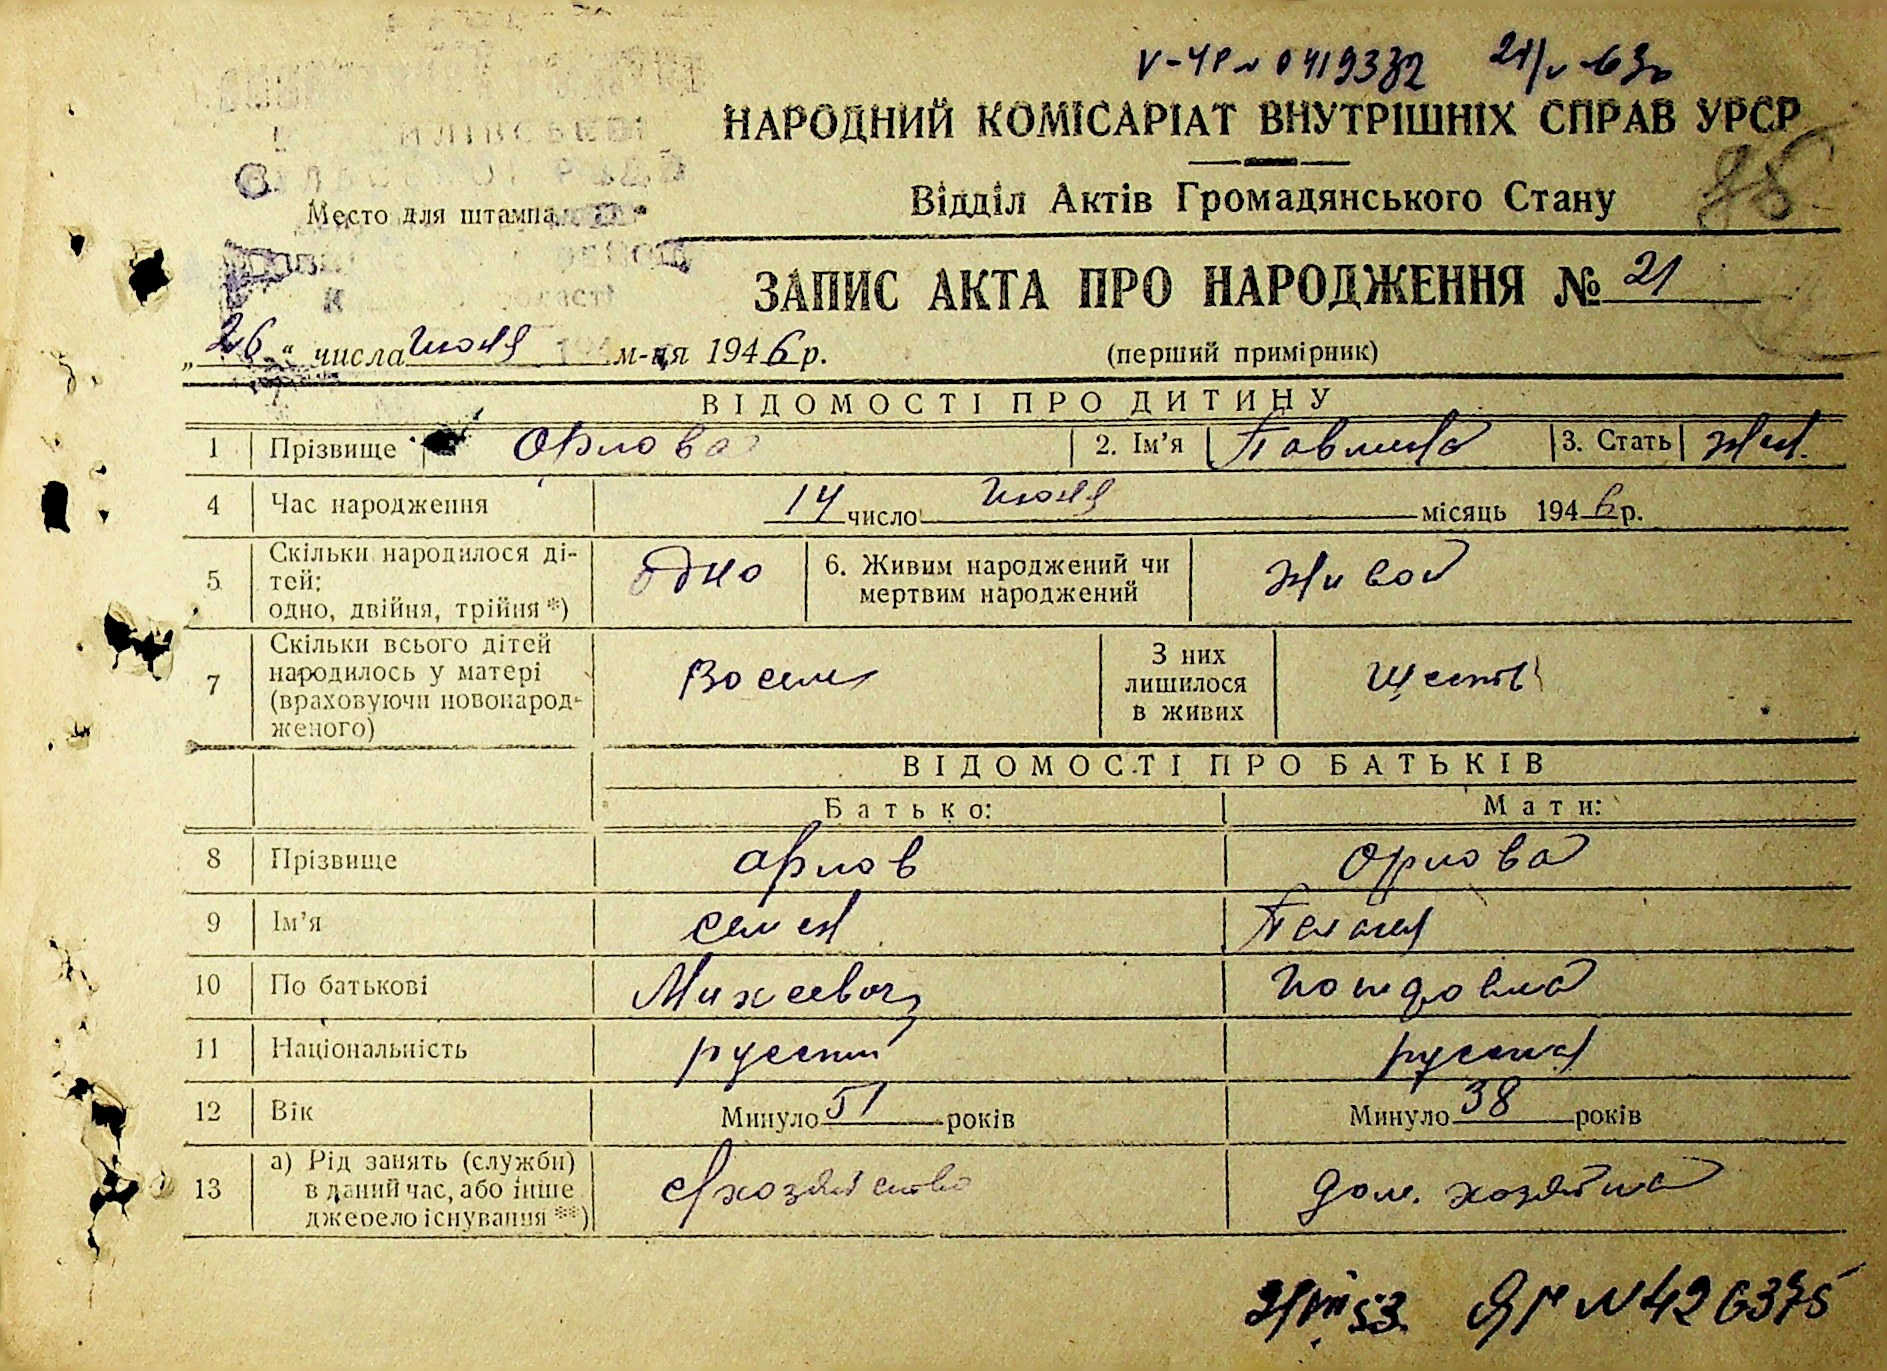 21/V-63
НАРОДНИЙ КОМІСАРІАТ ВНУТРІШНІХ СПРАВ УРСР
Відділ Актів Громадянського Стану
Место для штампа
ЗАПИС АКТА ПРО НАРОДЖЕННЯ № 21
„26“ числа июня м-ця 1946 р. (перший примірник)
ВІДОМОСТІ ПРО ДИТИНУ
1 Прізвище Орлова 2. Ім’я Павлина 3. Стать жен.
4 Час народження 14 число июня місяць 1946 р.
5 Скільки народилося ді-
тей:
одно, двійня, трійня *) одно 6. Живим народжений чи
мертвим народжений живой
7 Скільки всього дітей
народилось у матері
(враховуючи новонарод-
женого) Восем З них
лишилося
в живих шесть
ВІДОМОСТІ ПРО БАТЬКІВ
Батько: Мати:
8 Прізвище Орлов Орлова
9 Ім’я Семен Пелагея
10 По батькові Михеевич
11 Національність русский русская
12 Вік Минуло 51 років Минуло 38 років
13 а) Рід занять (служби)
в даний час, або інше
джерело існування **) дом. хозяйка
№ 426375